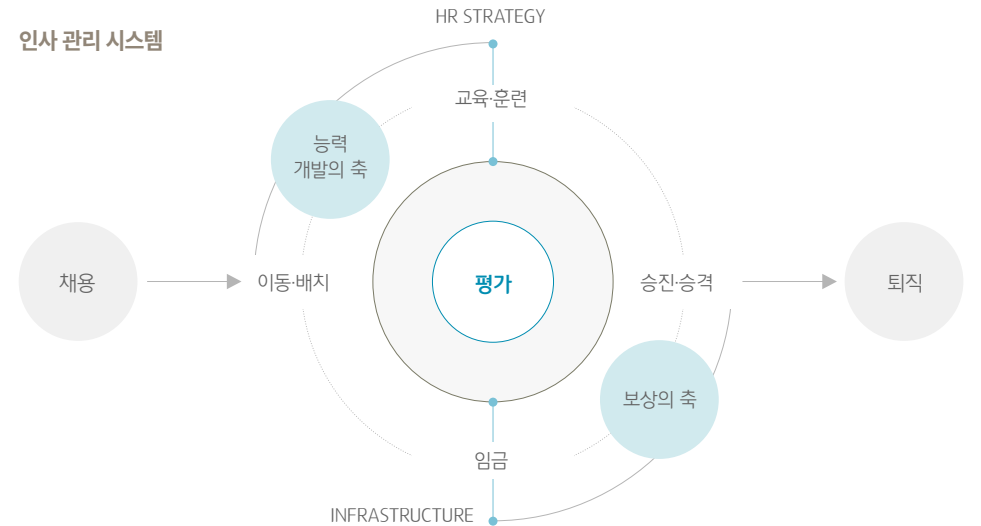 HR STRATEGY
인사 관리 시스템
교육·훈련
능력
개발의 축
채용
이동·배치
평가
승진·승격
퇴직
보상의 축
임금
INFRASTRUCTURE